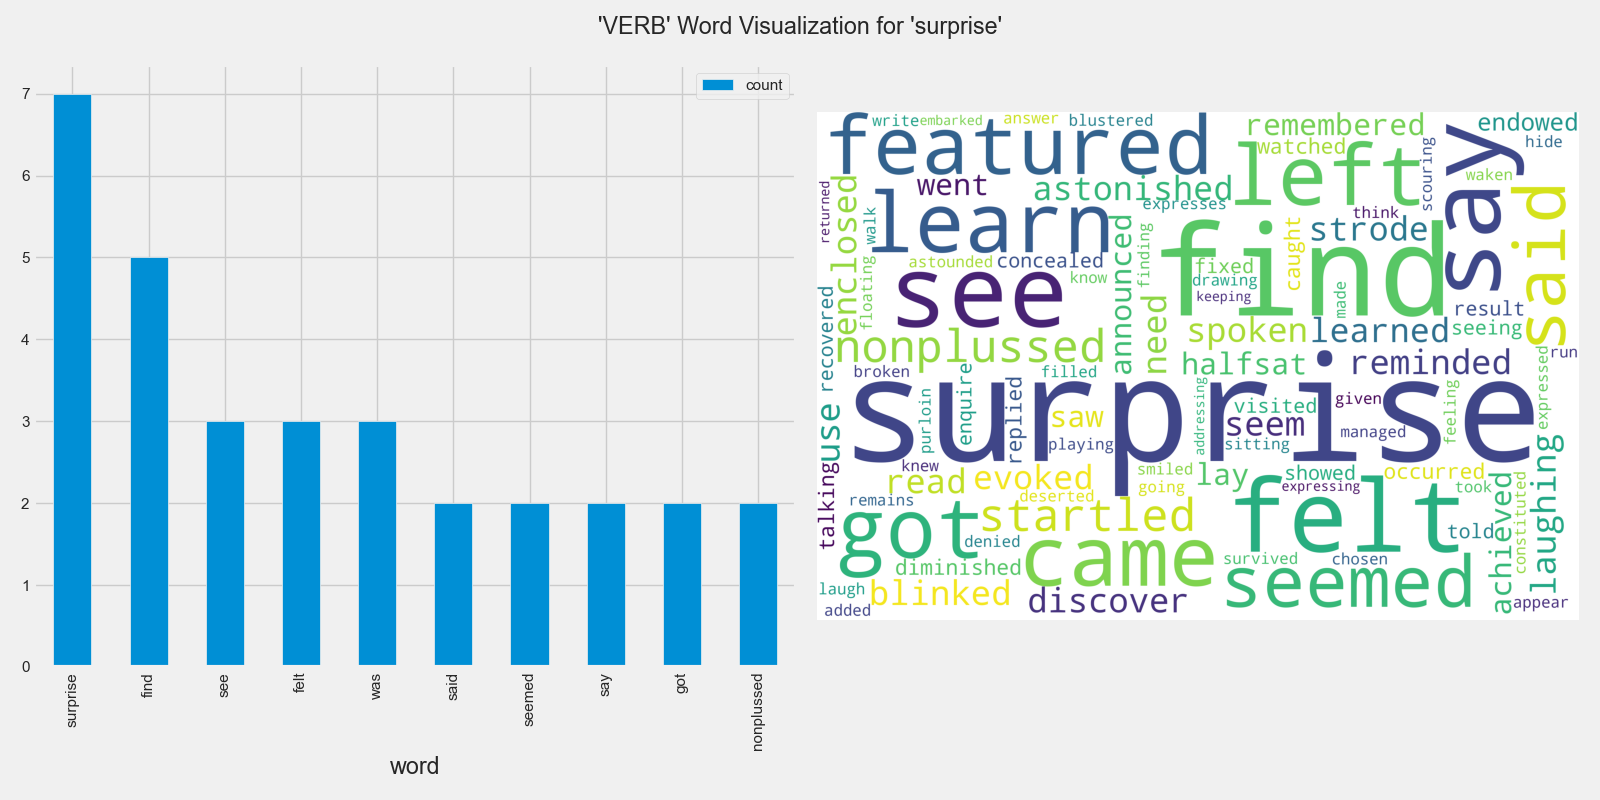 'VERB' Word Visualization for 'surprise'
count
7
6
5
4
3
2
1
0
surprise
find
see
felt
was
said
seemed
say
got
nonplussed
word
write embarked answer blustered
featured
remembered
endowed
watched
left
scouring
say
hide
waken
returned
enclosed
walk
went
astonished
expresses
learn
think
strode
said
astounded concealed
know
announced
finding
find
caught
fixed
drawing
keeping
made
floating
see
need
result
recovered
nonplussed
spoken learned seeing
halfsat
reminded
run
broken
filled
surprise
use
purloin
enquire
replied
saw
playing
addressing
visited
seem
sitting
given
managed
feeling
expressed
talking
knew
read
evoked
smiled
going
lay
showed
expressing
occurred
took
remains
deserted
got
startled
felt
denied
told
achieved
constituted
laughing
diminished
came
survived chosen
laugh
added
blinked
discover
seemed
appear